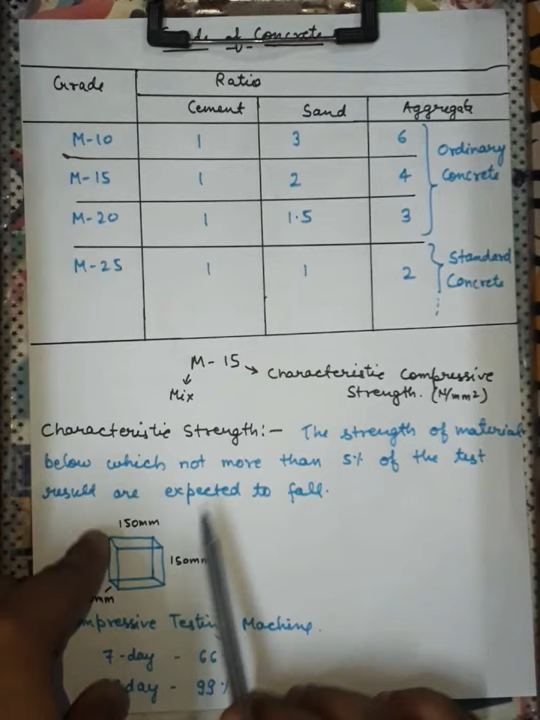 of Concrete
Grade Ratio
Cement Sand Aggregate
M-10 1 3 6
M-15 1 2 4
M-20 1 1.5 3
Ordinary
Concrete
M-25 1 1 2
Standard
Concrete
M-15
Mix
Characteristic Compressive
Strength. (N/mm2)
Characteristic Strength:- The strength of material
below which not more than 5% of the test
result are expected to fall.
150mm
150mm
mm
Testing Machine.
7-day - 66
day - 99%